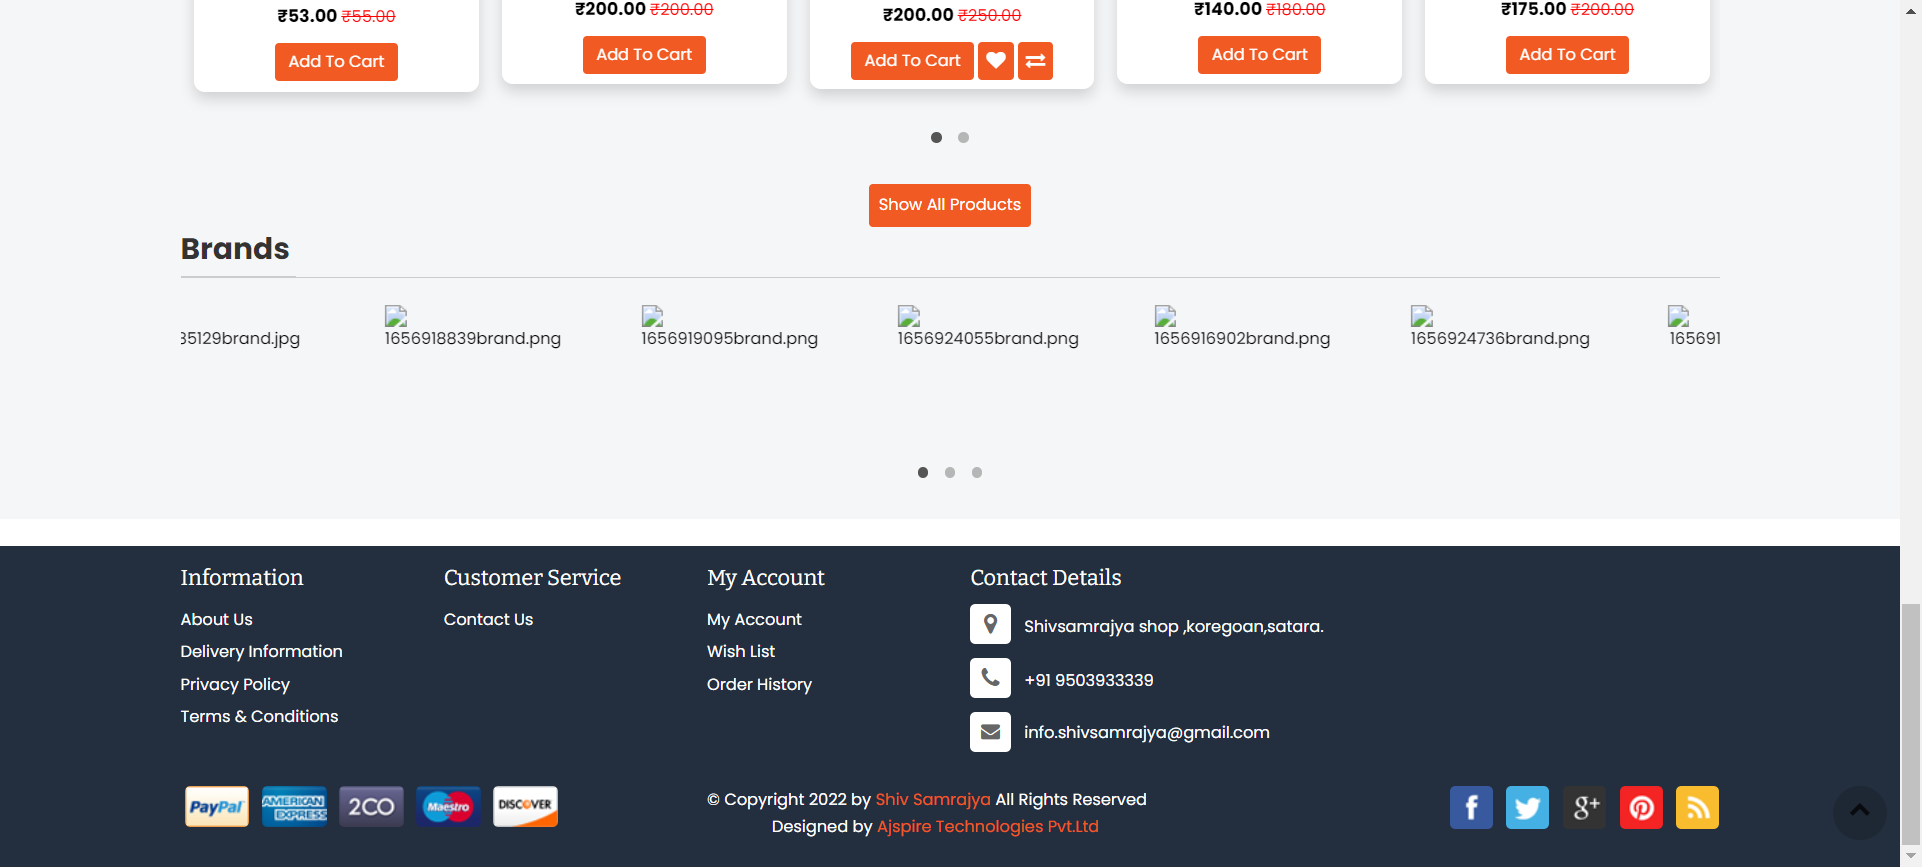 ₹53.00 ₹55.00
₹200.00 ₹200.00
₹200.00 ₹250.00
₹140.00 ₹180.00
₹175.00 ₹200.00
Add To Cart
Add To Cart
Add To Cart
Add To Cart
Add To Cart
Show All Products
Brands
35129brand.jpg
1656918839brand.png
1656919095brand.png
1656924055brand.png
1656916902brand.png
1656924736brand.png
165691
Information
About Us
Delivery Information
Privacy Policy
Terms & Conditions
Customer Service
Contact Us
My Account
My Account
Wish List
Order History
Contact Details
Shivsamrajya shop ,koregoan,satara.
+91 9503933339
info.shivsamrajya@gmail.com
PayPal
AMERICAN EXPRESS
2CO
Maestro
DISCOVER
© Copyright 2022 by Shiv Samrajya All Rights Reserved
Designed by Ajspire Technologies Pvt.Ltd
f
g+